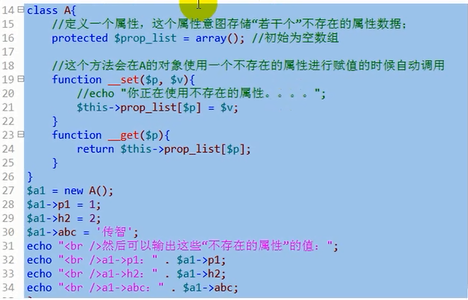 14 class A{
15 //定义一个属性，这个属性意图存储“若干个”不存在的属性数据；
16 protected $prop_list = array(); //初始为空数组
17
18 //这个方法会在A的对象使用一个不存在的属性进行赋值的时候自动调用
19 function __set($p, $v){
20 //echo "你正在使用不存在的属性。。。。";
21 $this->prop_list[$p] = $v;
22 }
23 function __get($p){
24 return $this->prop_list[$p];
25 }
26 }
27 $a1 = new A();
28 $a1->p1 = 1;
29 $a1->h2 = 2;
30 $a1->abc = '传智';
31 echo "<br />然后可以输出这些“不存在的属性”的值：";
32 echo "<br />a1->p1：" . $a1->p1;
33 echo "<br />a1->h2：" . $a1->h2;
34 echo "<br />a1->abc：" . $a1->abc;